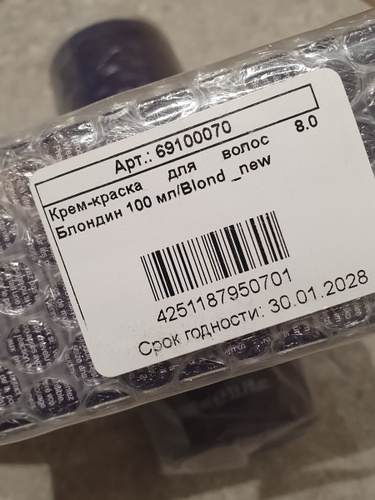 Арт.: 69100070
Крем-краска для волос 8.0
Блондин 100 мл/Blond _new
4251187950701
Срок годности: 30.01.2028